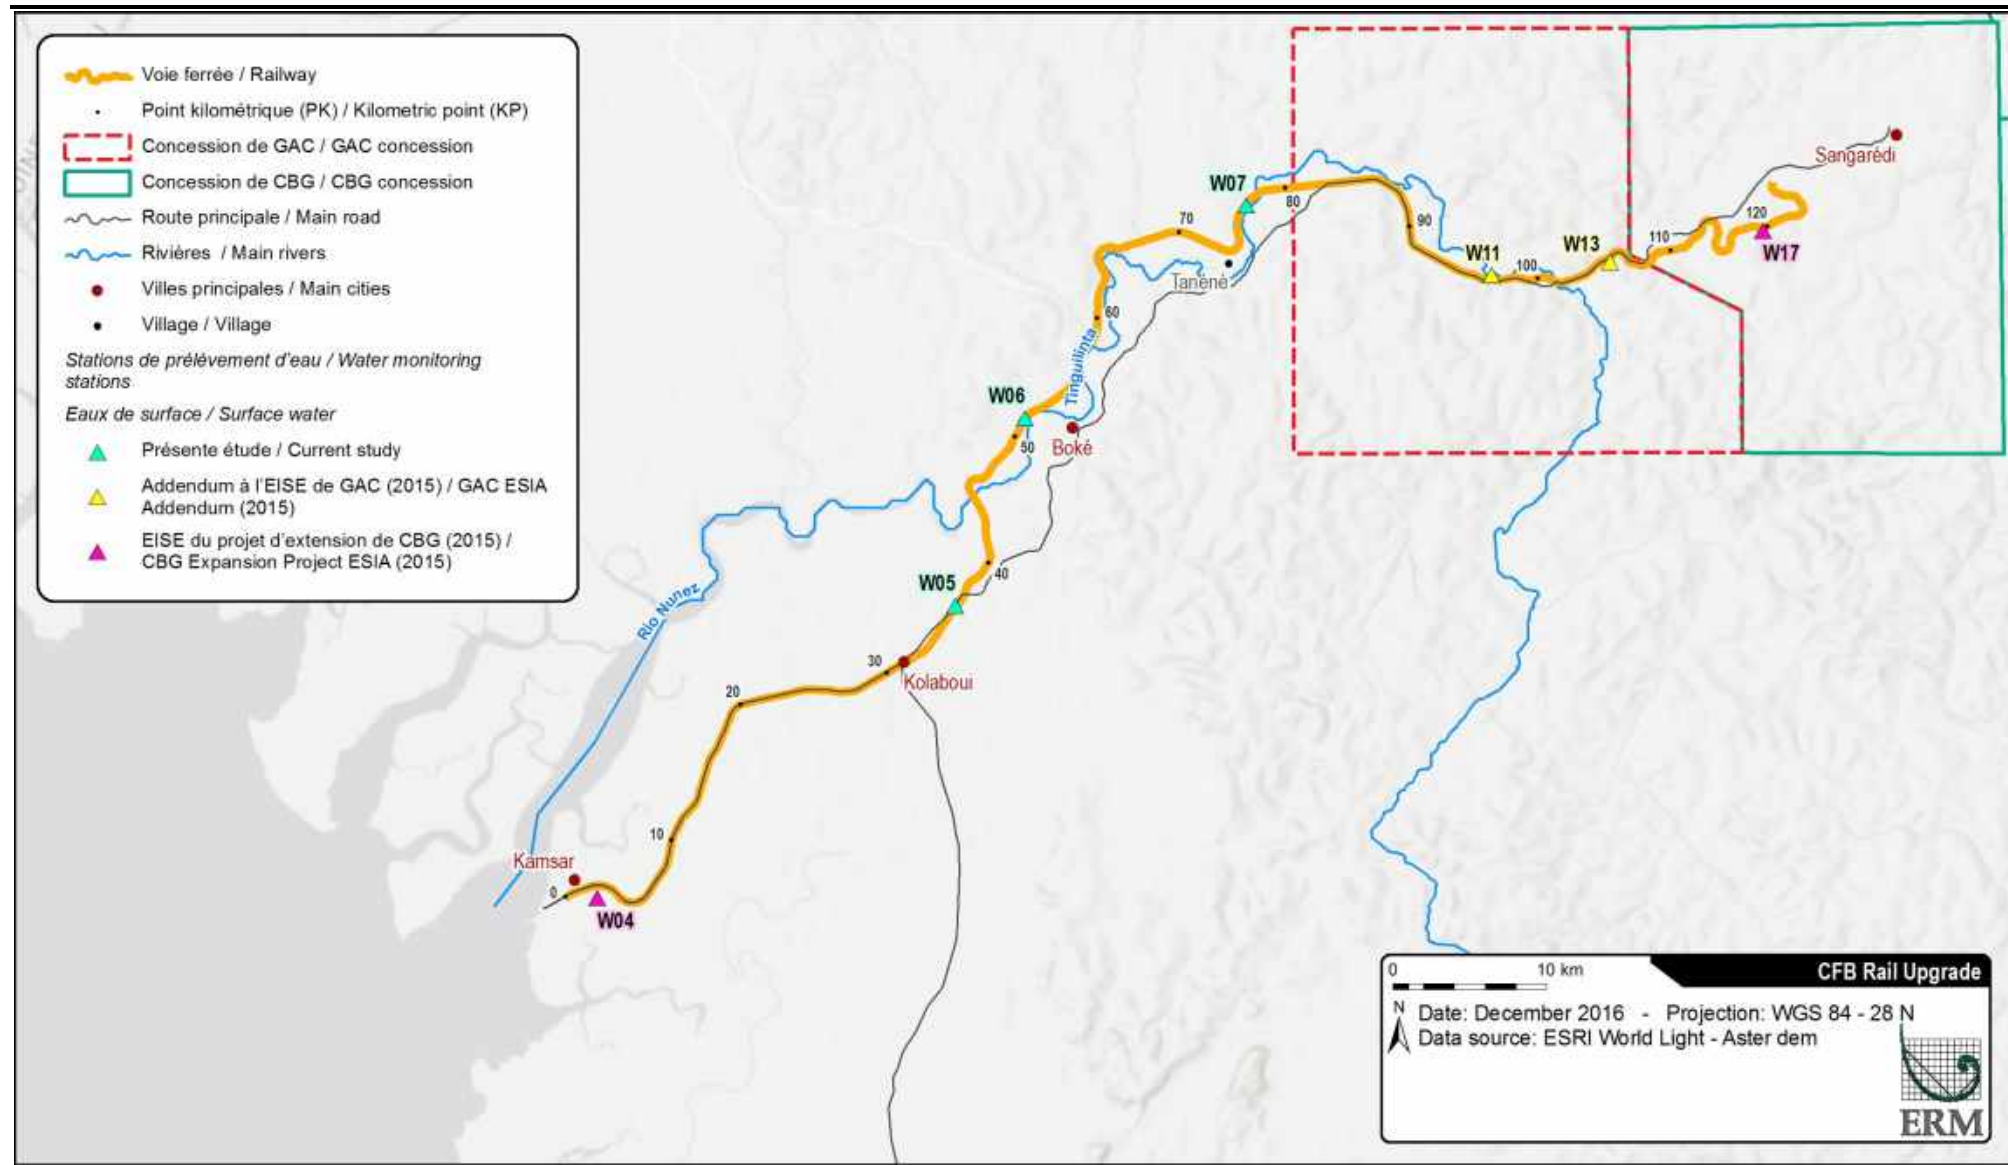 Voie ferrée / Railway
Point kilométrique (PK) / Kilometric point (KP)
Concession de GAC / GAC concession
Concession de CBG / CBG concession
Route principale / Main road
Rivières / Main rivers
Villes principales / Main cities
Village / Village
Stations de prélèvement d'eau / Water monitoring
stations
Eaux de surface / Surface water
Présente étude / Current study
Addendum à l'EISE de GAC (2015) / GAC ESIA
Addendum (2015)
EISE du projet d'extension de CBG (2015) /
CBG Expansion Project ESIA (2015)
Sangarédi
W07
80
70
90
120
110
W17
W13
W11
100
Tanéné
60
Tinguilinta
W06
50
Boké
40
W05
Rio Nunez
30
Kolaboui
20
10
Kamsar
0
W04
0 10 km
CFB Rail Upgrade
N
Date: December 2016 - Projection: WGS 84 - 28 N
Data source: ESRI World Light - Aster dem
ERM